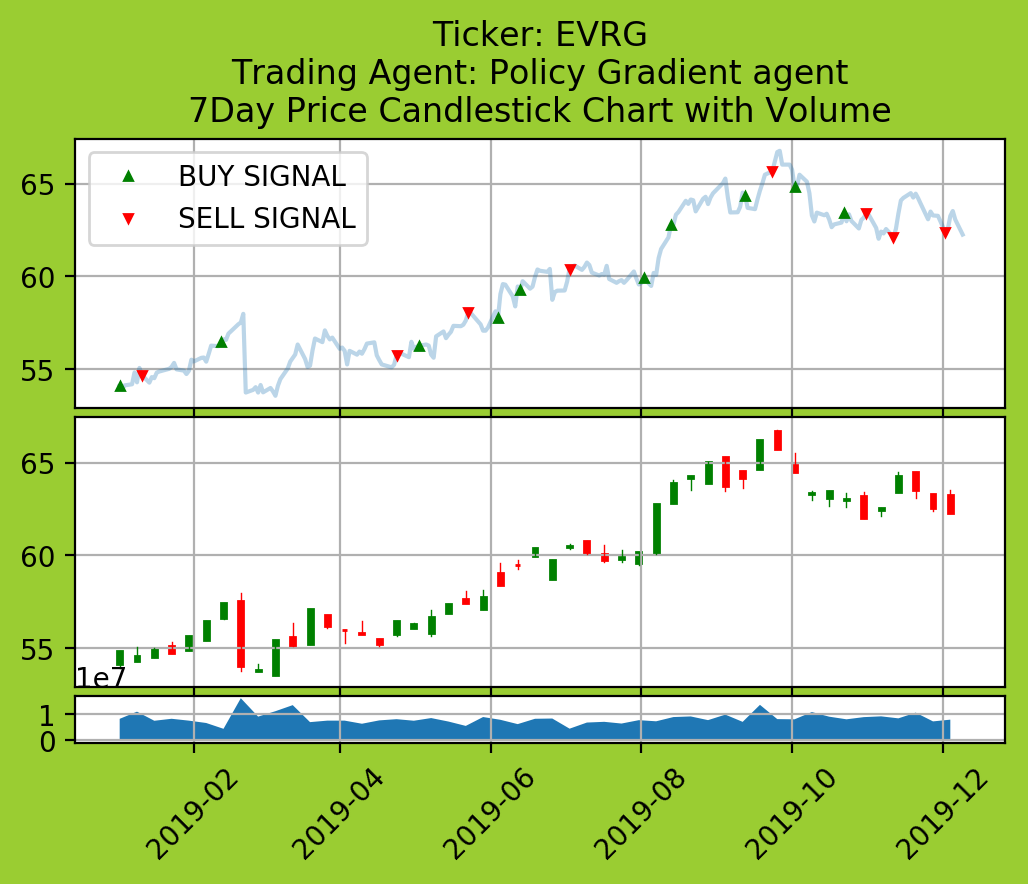 Ticker: EVRG
Trading Agent: Policy Gradient agent
7Day Price Candlestick Chart with Volume
BUY SIGNAL
SELL SIGNAL
65
60
55
65
60
55
1e7
1
0
2019-02
2019-04
2019-06
2019-08
2019-10
2019-12